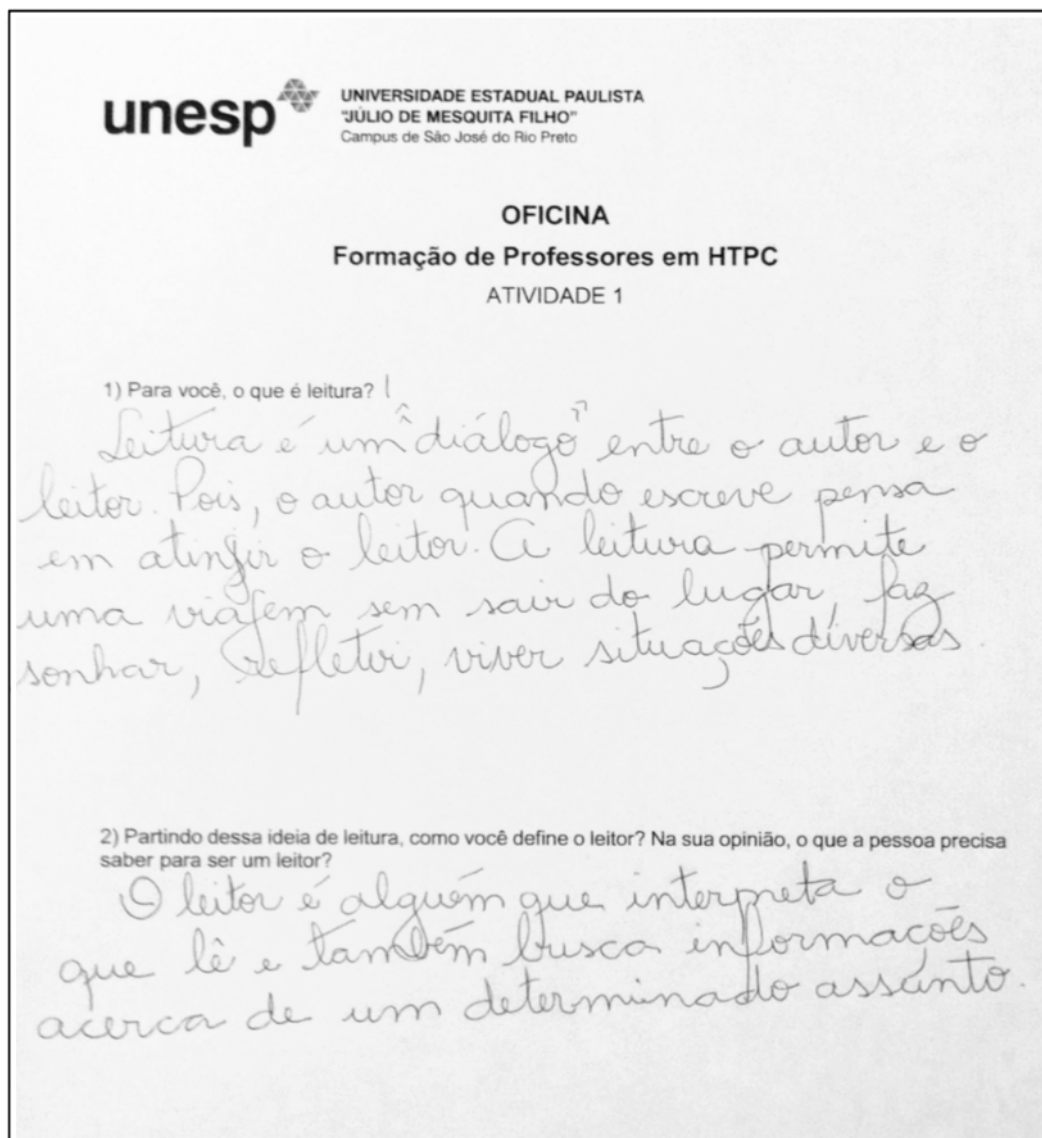 unesp
UNIVERSIDADE ESTADUAL PAULISTA
"JÚLIO DE MESQUITA FILHO"
Campus de São José do Rio Preto
OFICINA
Formação de Professores em HTPC
ATIVIDADE 1
1) Para você, o que é leitura?
Leitura é um "diálogo" entre o autor e o
leitor. Pois, o autor quando escreve pensa
em atingir o leitor. A leitura permite
uma viagem sem sair do lugar, faz
sonhar, refletir, viver situações diversas.
2) Partindo dessa ideia de leitura, como você define o leitor? Na sua opinião, o que a pessoa precisa
saber para ser um leitor?
O leitor é alguém que interpreta o
que lê e também busca informações
acerca de um determinado assunto.